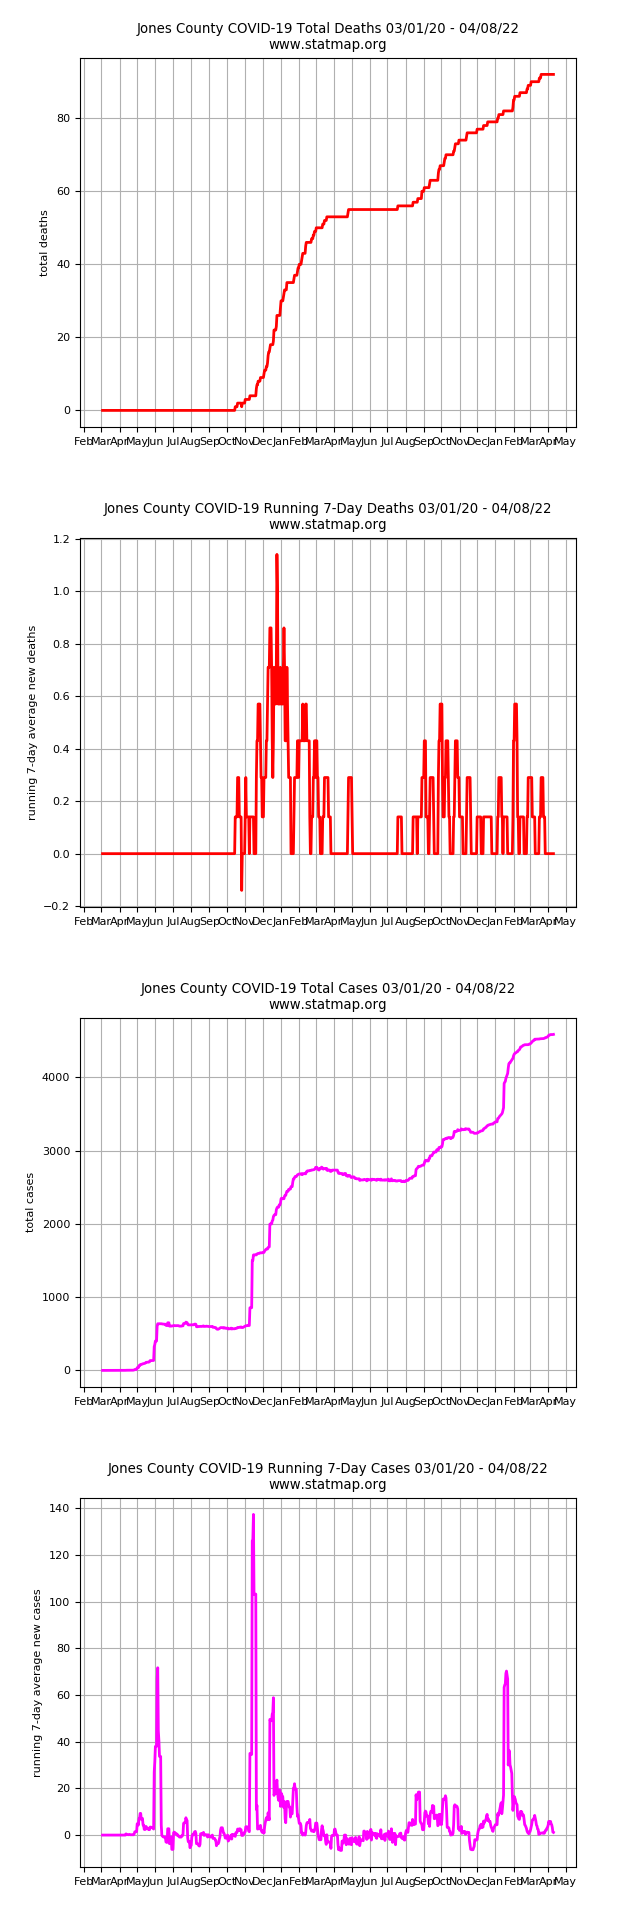 Jones County COVID-19 Total Deaths 03/01/20 - 04/08/22
www.statmap.org
total deaths
80
60
40
20
0
Feb Mar Apr May Jun Jul Aug Sep Oct Nov Dec Jan Feb Mar Apr May Jun Jul Aug Sep Oct Nov Dec Jan Feb Mar Apr May
Jones County COVID-19 Running 7-Day Deaths 03/01/20 - 04/08/22
www.statmap.org
running 7-day average new deaths
1.2
1.0
0.8
0.6
0.4
0.2
0.0
−0.2
Feb Mar Apr May Jun Jul Aug Sep Oct Nov Dec Jan Feb Mar Apr May Jun Jul Aug Sep Oct Nov Dec Jan Feb Mar Apr May
Jones County COVID-19 Total Cases 03/01/20 - 04/08/22
www.statmap.org
total cases
4000
3000
2000
1000
0
Feb Mar Apr May Jun Jul Aug Sep Oct Nov Dec Jan Feb Mar Apr May Jun Jul Aug Sep Oct Nov Dec Jan Feb Mar Apr May
Jones County COVID-19 Running 7-Day Cases 03/01/20 - 04/08/22
www.statmap.org
running 7-day average new cases
140
120
100
80
60
40
20
0
Feb Mar Apr May Jun Jul Aug Sep Oct Nov Dec Jan Feb Mar Apr May Jun Jul Aug Sep Oct Nov Dec Jan Feb Mar Apr May